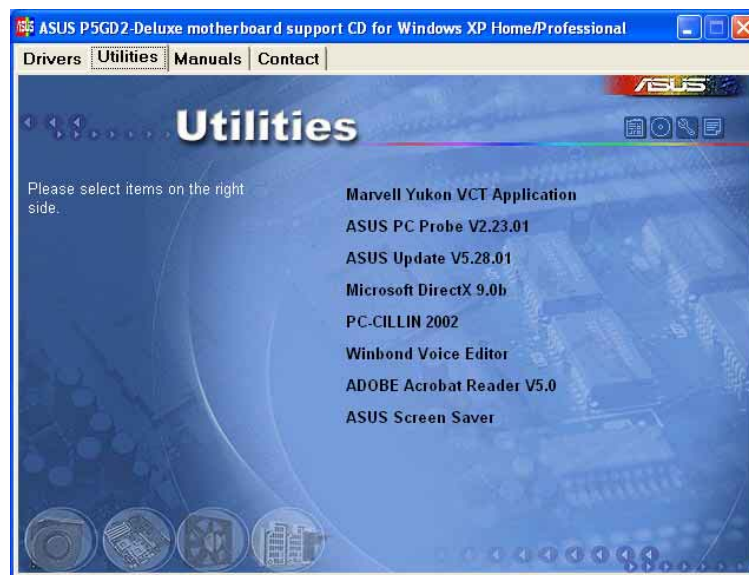 ASUS P5GD2-Deluxe motherboard support CD for Windows XP Home/Professional
Drivers Utilities Manuals Contact
ASUS
Utilities
Please select items on the right
side.
Marvell Yukon VCT Application
ASUS PC Probe V2.23.01
ASUS Update V5.28.01
Microsoft DirectX 9.0b
PC-CILLIN 2002
Winbond Voice Editor
ADOBE Acrobat Reader V5.0
ASUS Screen Saver